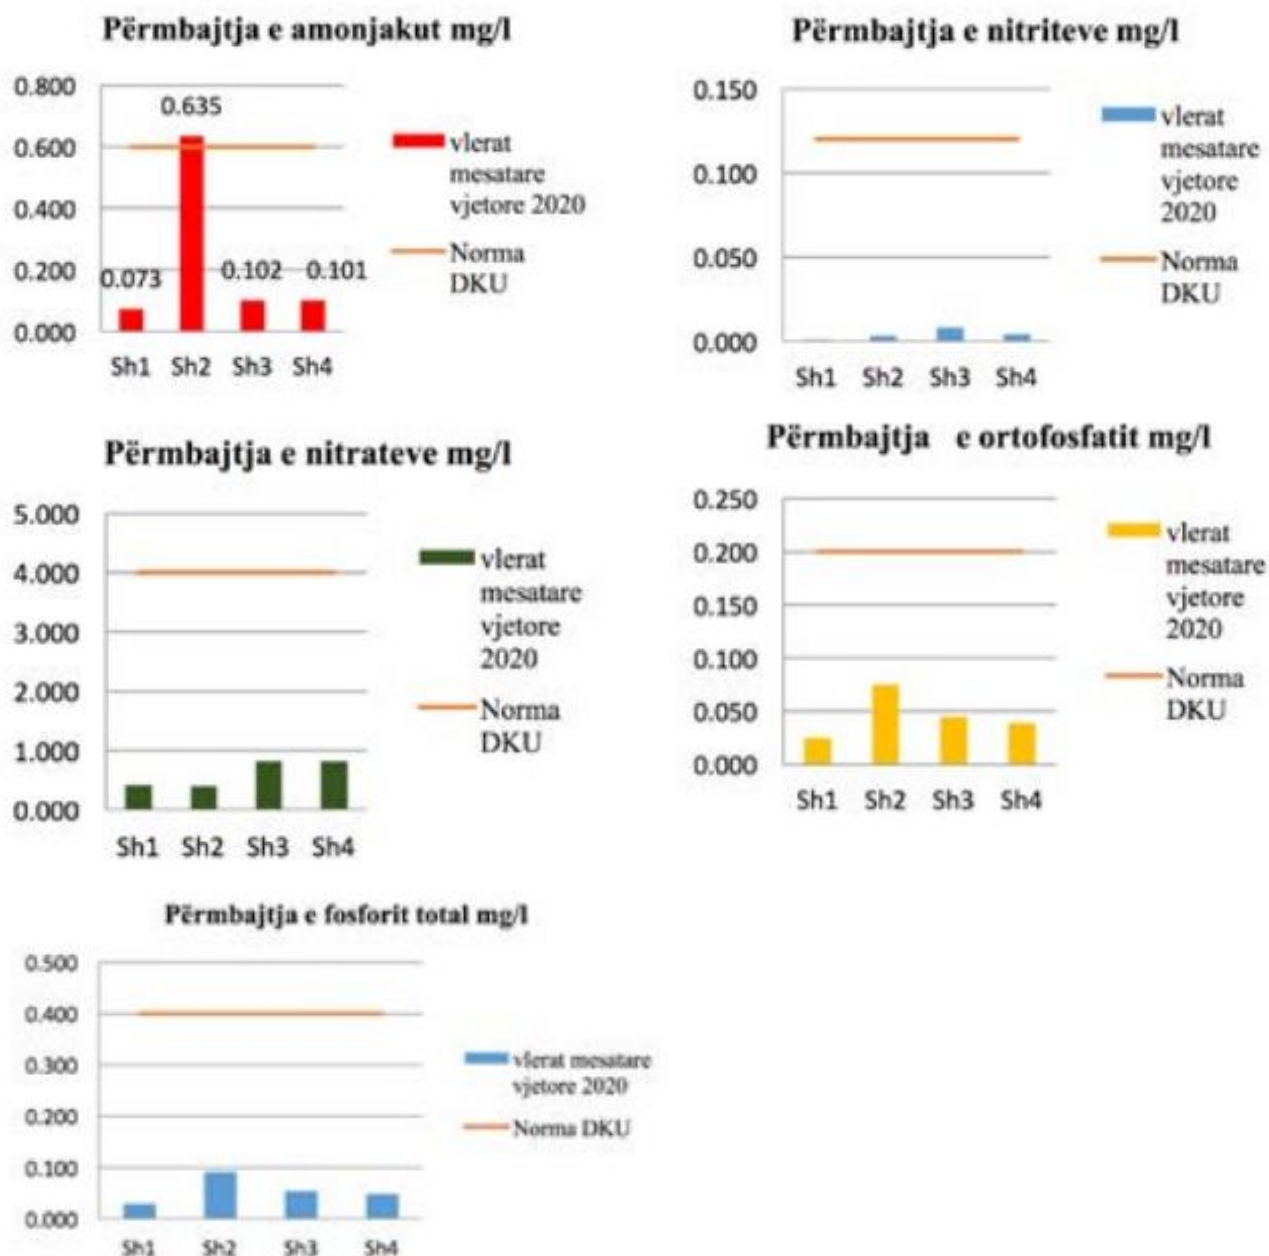 Përmbajtja e amonjakut mg/l
0.800
0.600
0.400
0.200
0.000
0.073
0.635
0.102
0.101
Sh1 Sh2 Sh3 Sh4
vlerat
mesatare
vjetore 2020
Norma
DKU
Përmbajtja e nitriteve mg/l
0.150
0.100
0.050
0.000
Sh1 Sh2 Sh3 Sh4
vlerat
mesatare
vjetore
2020
Norma
DKU
Përmbajtja e nitrateve mg/l
5.000
4.000
3.000
2.000
1.000
0.000
Sh1 Sh2 Sh3 Sh4
vlerat
mesatare
vjetore
2020
Norma
DKU
Përmbajtja e ortofosfatit mg/l
0.250
0.200
0.150
0.100
0.050
0.000
Sh1 Sh2 Sh3 Sh4
vlerat
mesatare
vjetore
2020
Norma
DKU
Përmbajtja e fosforit total mg/l
0.500
0.400
0.300
0.200
0.100
0.000
Sh1 Sh2 Sh3 Sh4
vlerat mesatare
vjetore 2020
Norma DKU